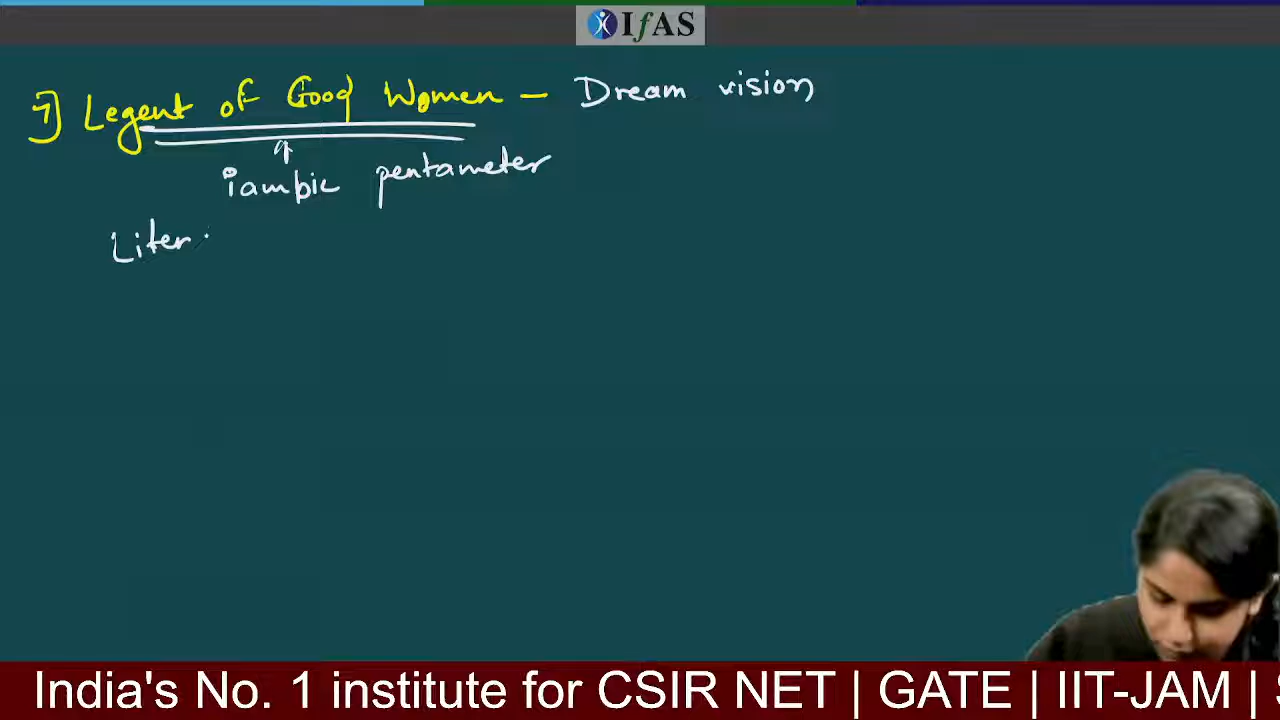 IfAS
7] Legent of Good Women - Dream vision
iambic pentameter
Liter
India's No. 1 institute for CSIR NET | GATE | IIT-JAM |